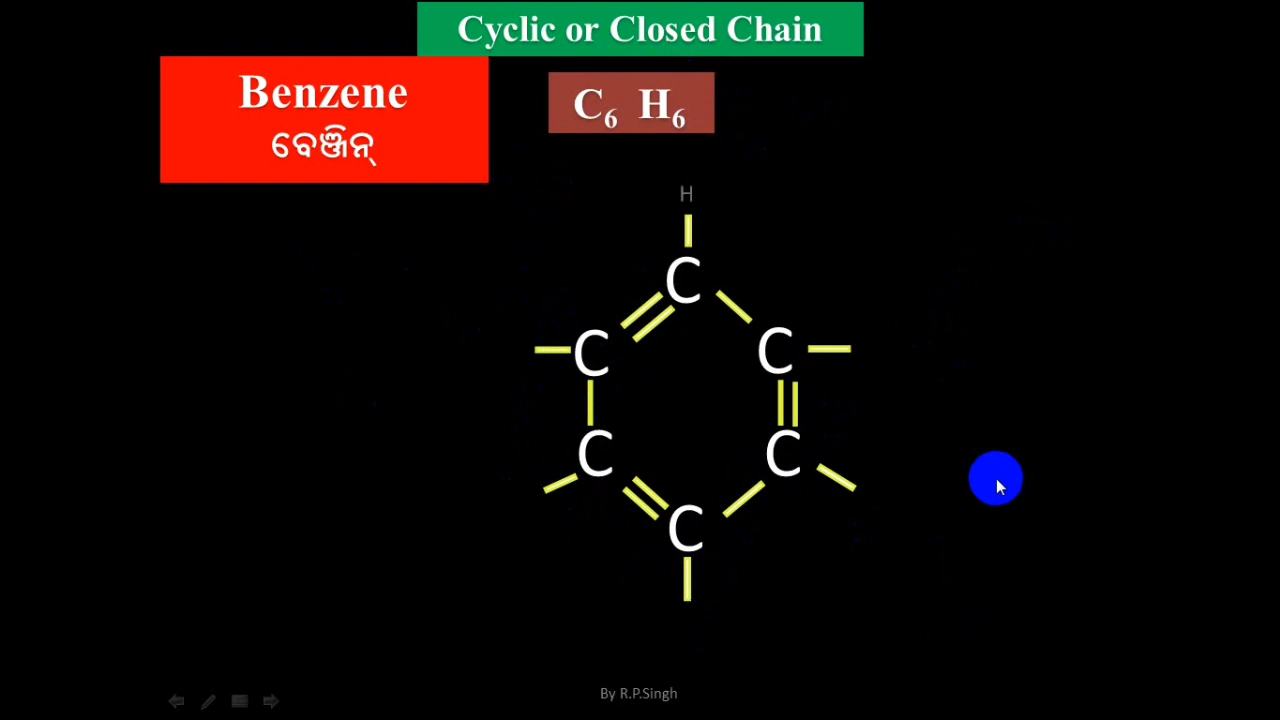 Cyclic or Closed Chain
Benzene
ବେଞ୍ଜିନ୍
C₆ H₆
H
C
C C
C C
C
By R.P.Singh